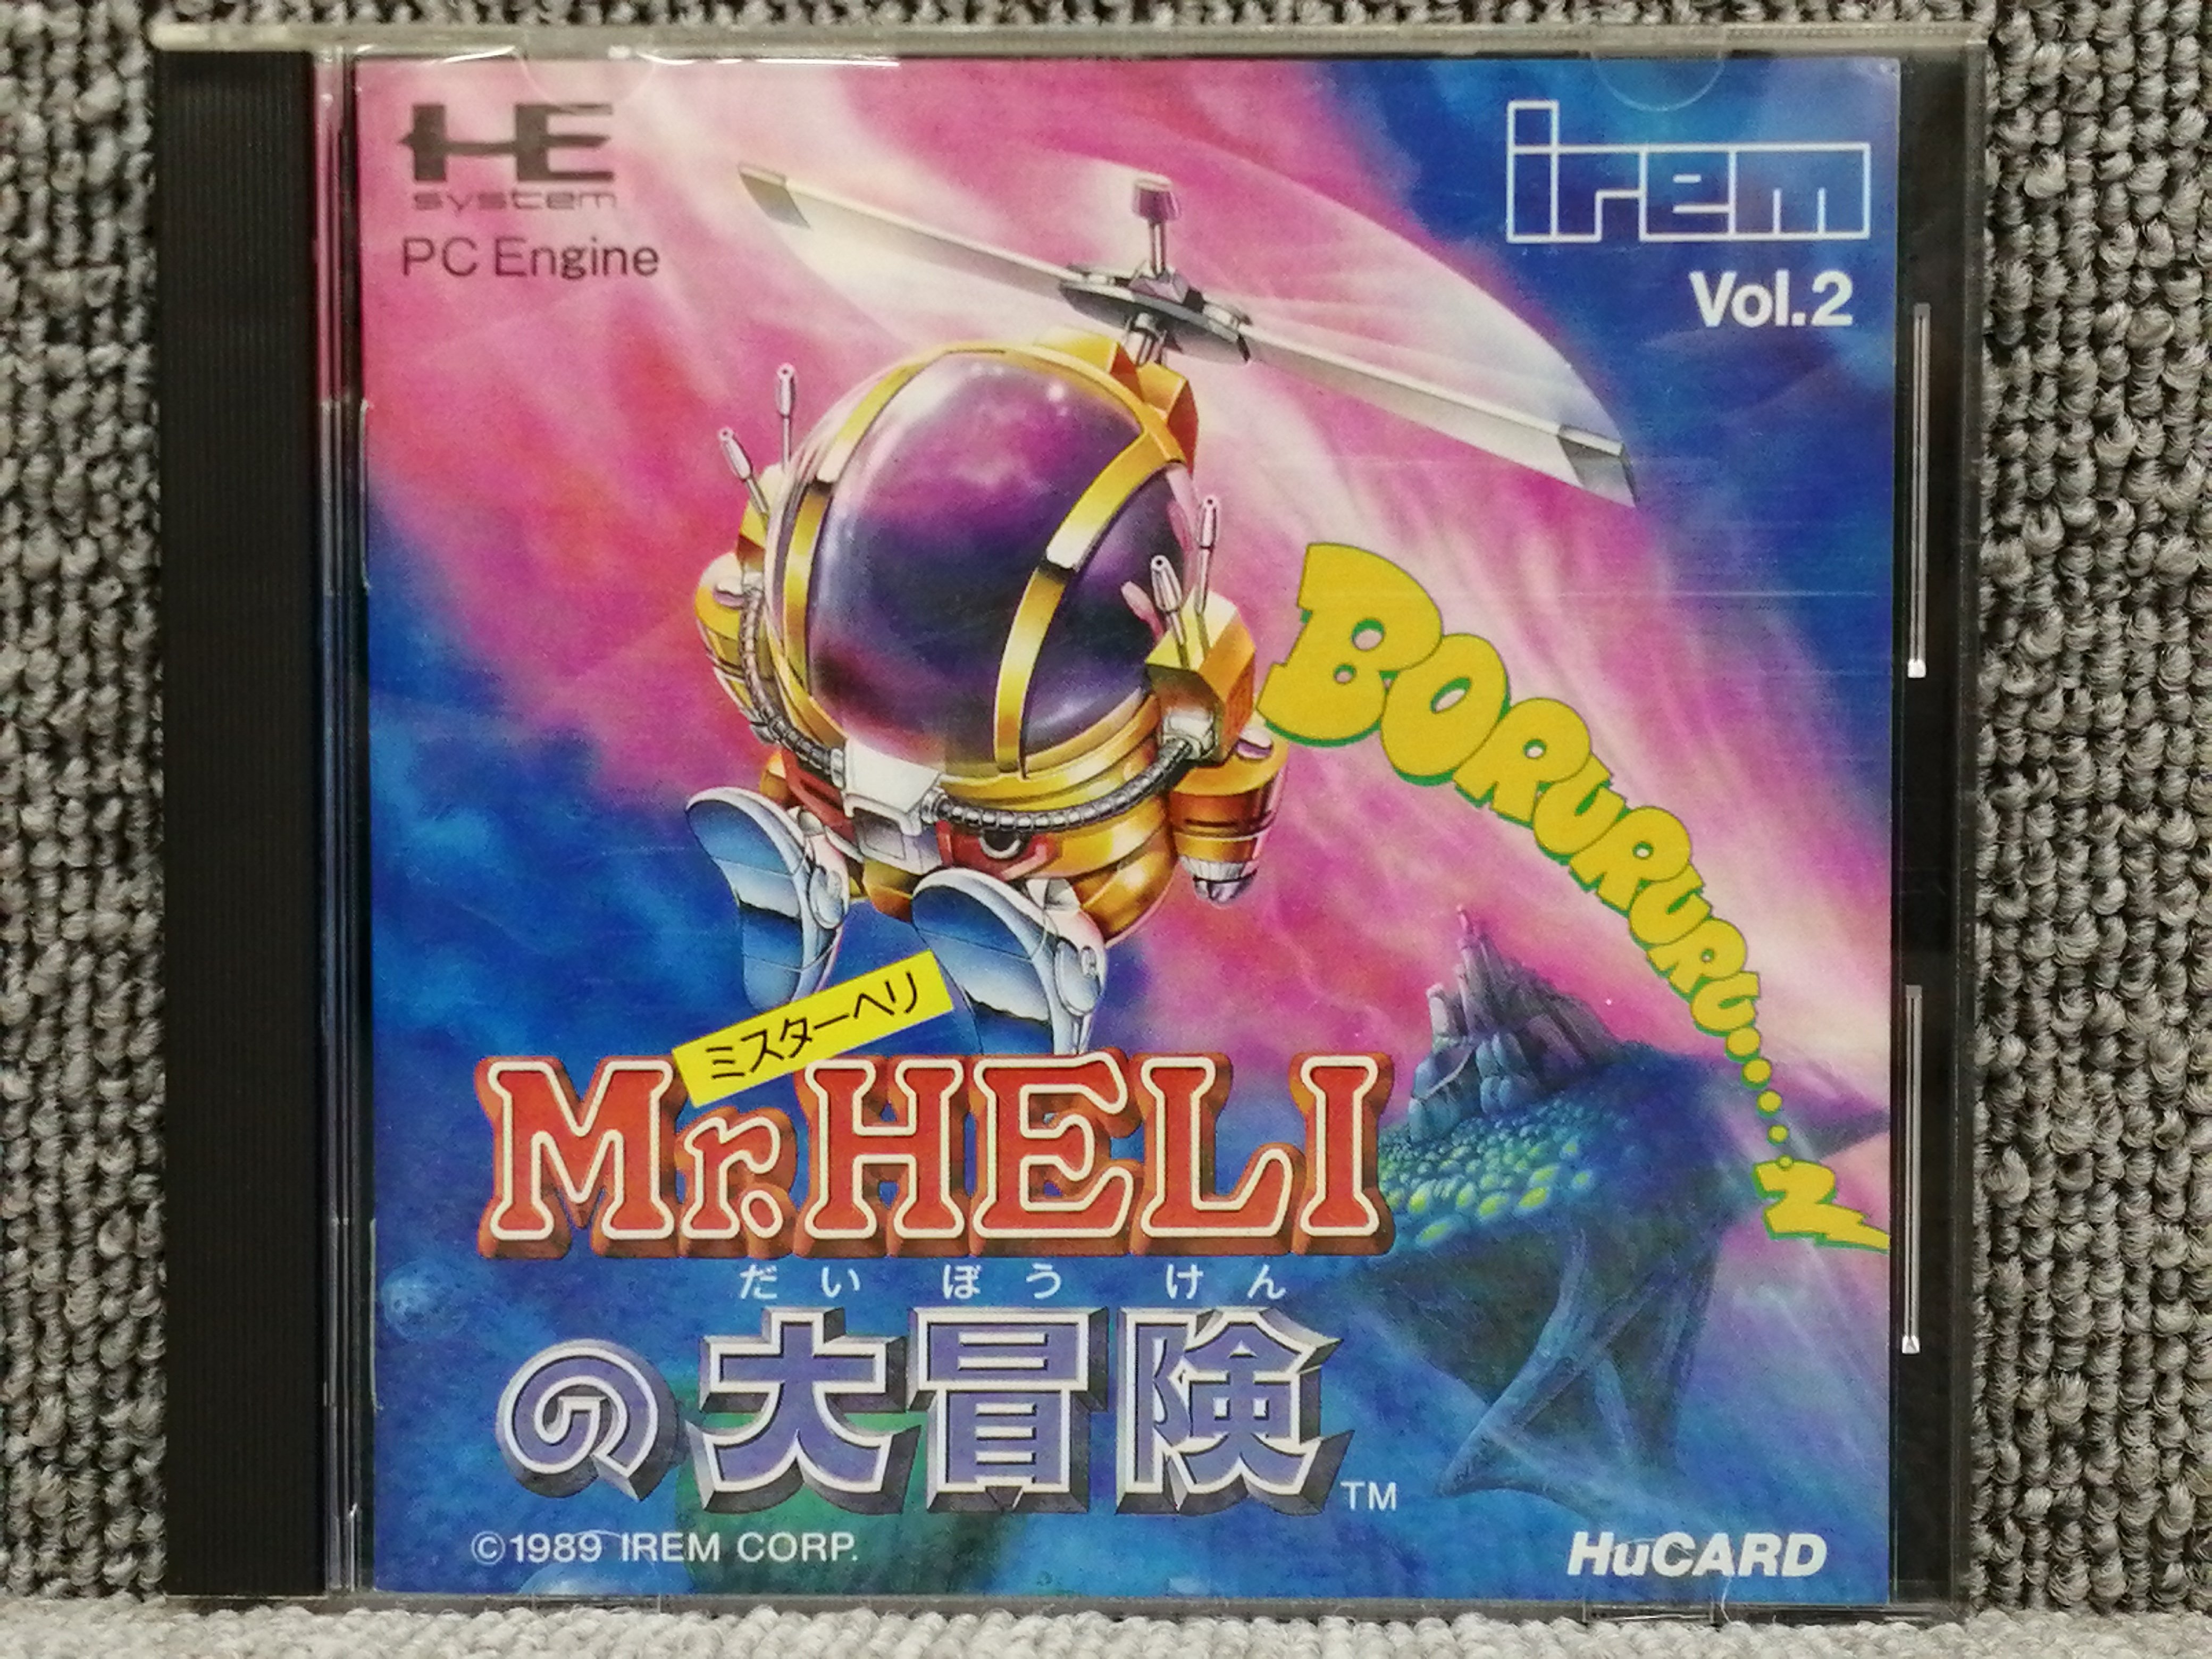 HE
system
PC Engine
irem
Vol.2
BORURURURU........N
ミスターヘリ
Mr.HELI
だいぼうけん
の大冒険
TM
©1989 IREM CORP.
HuCARD